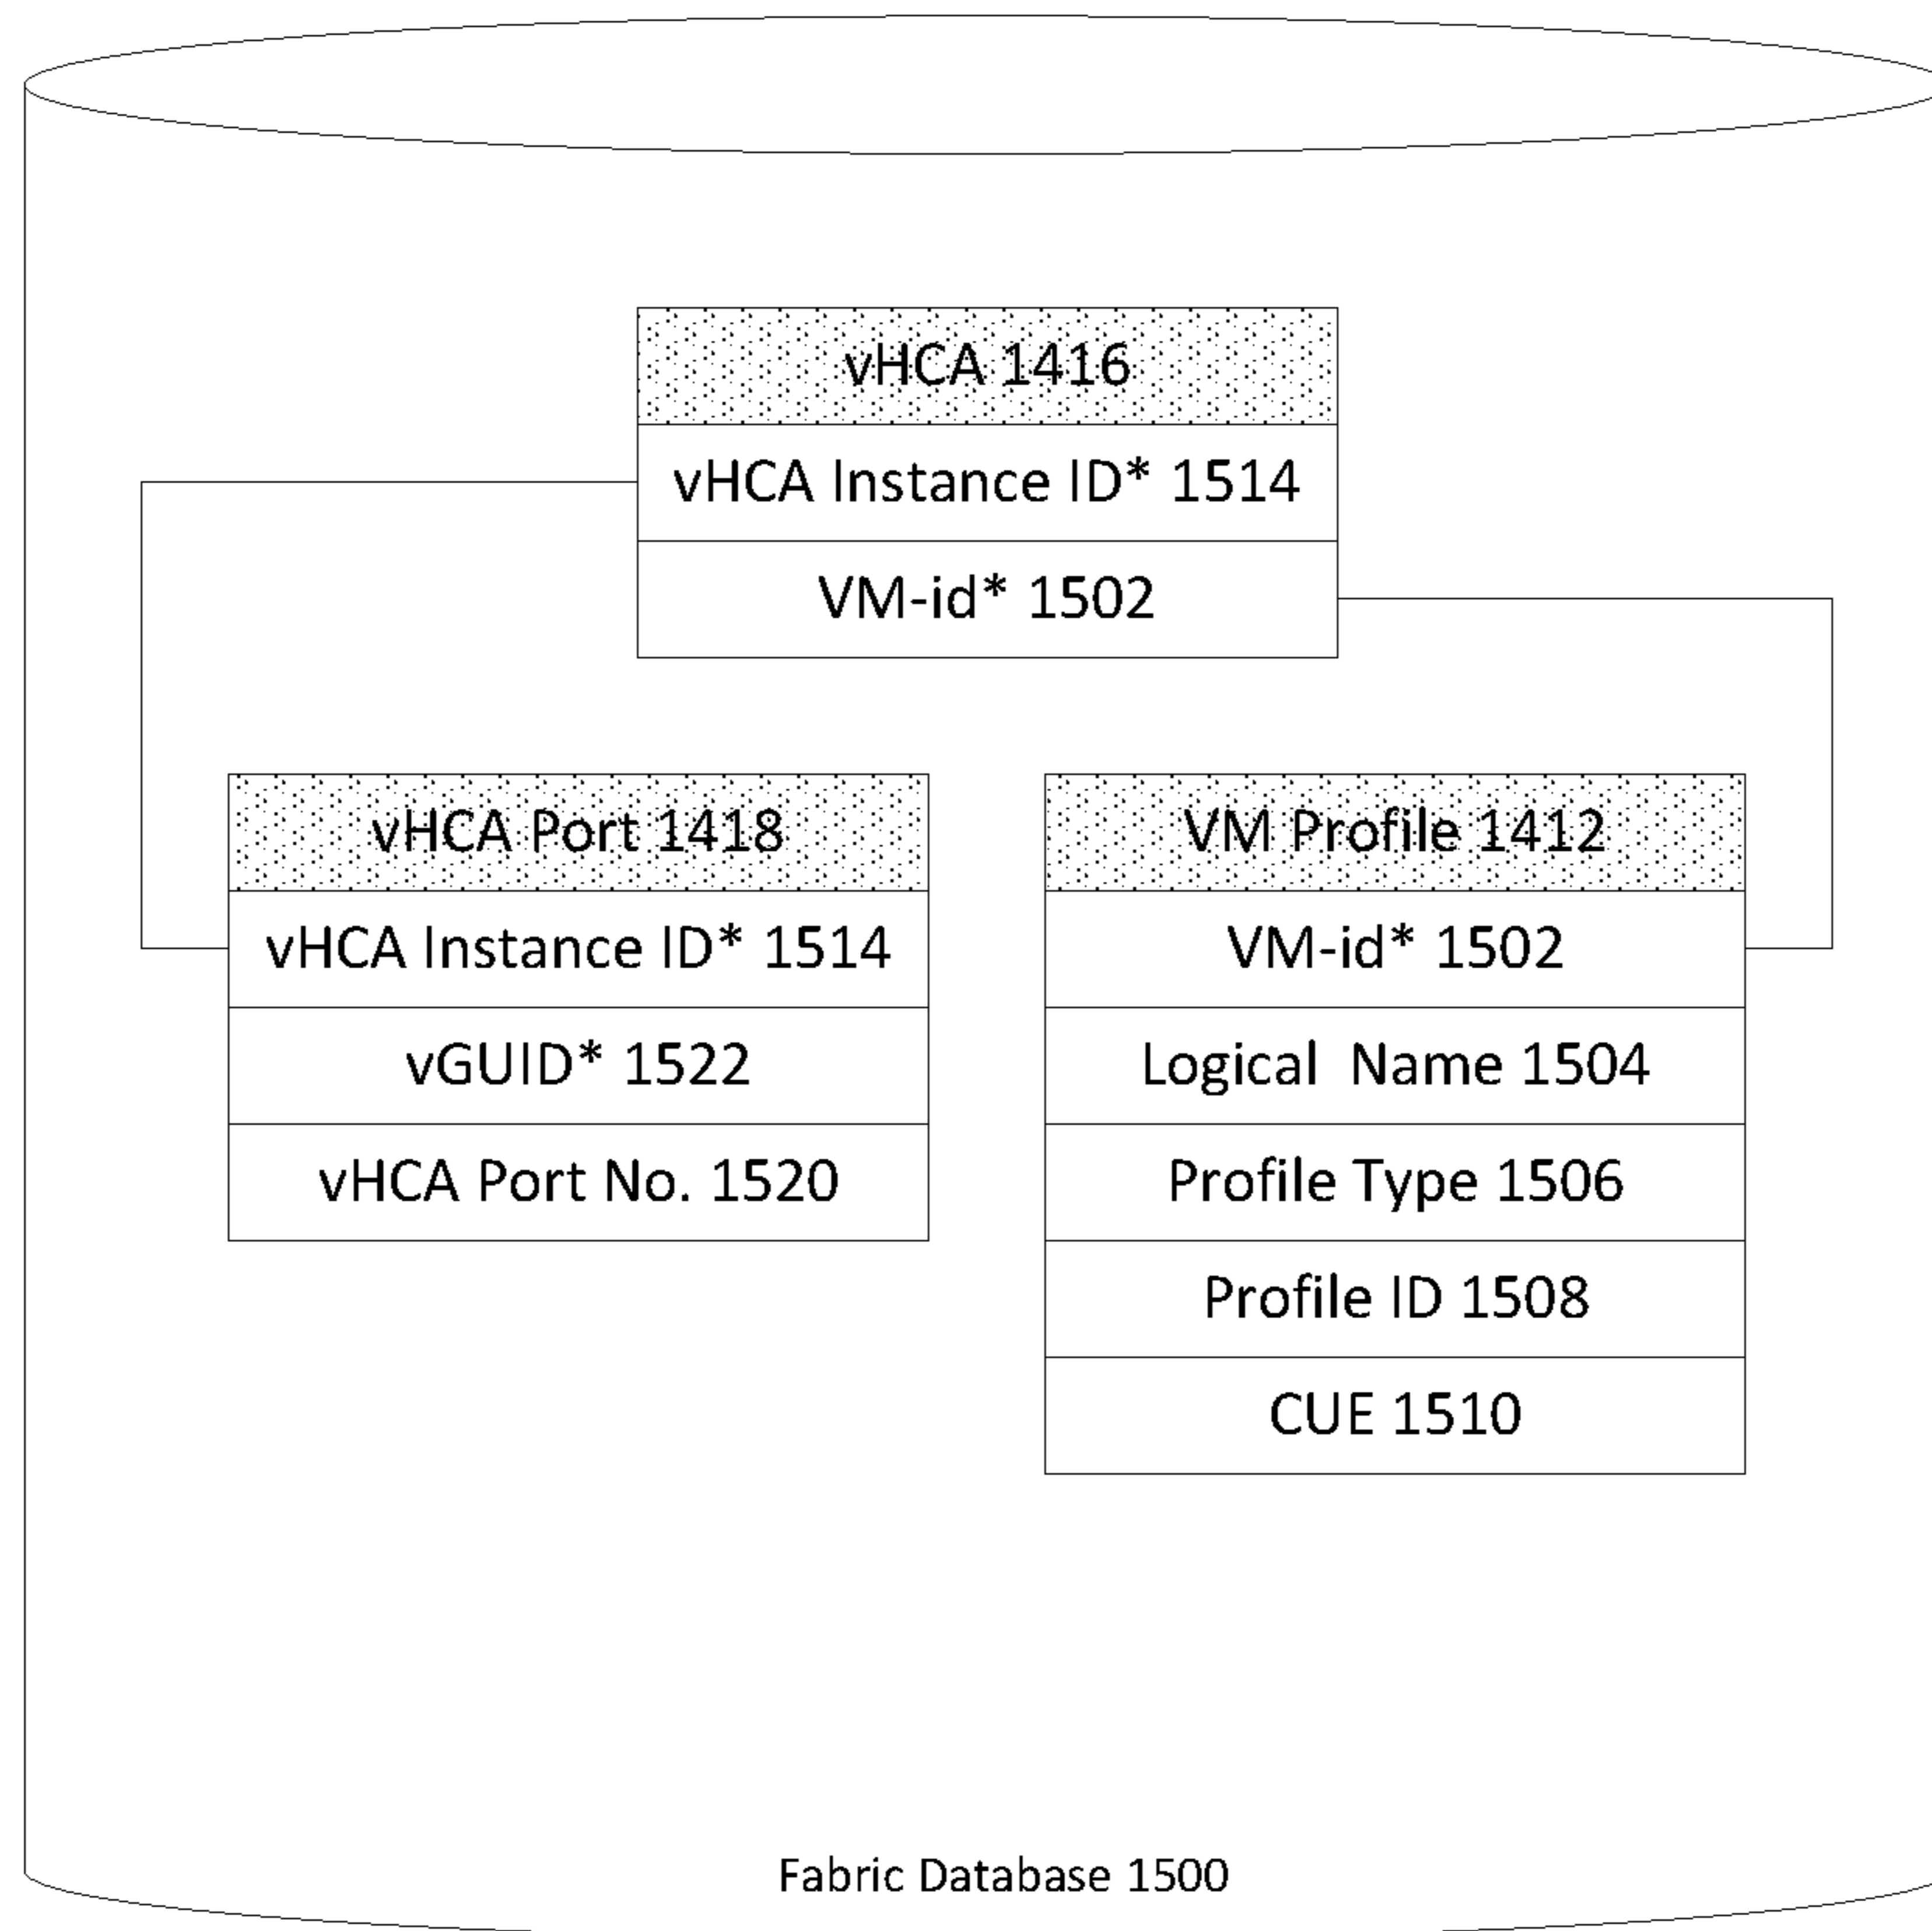 vHCA 1416
vHCA Instance ID* 1514
VM-id* 1502
vHCA Port 1418
vHCA Instance ID* 1514
vGUID* 1522
vHCA Port No. 1520
VM Profile 1412
VM-id* 1502
Logical  Name 1504
Profile Type 1506
Profile ID 1508
CUE 1510
Fabric Database 1500